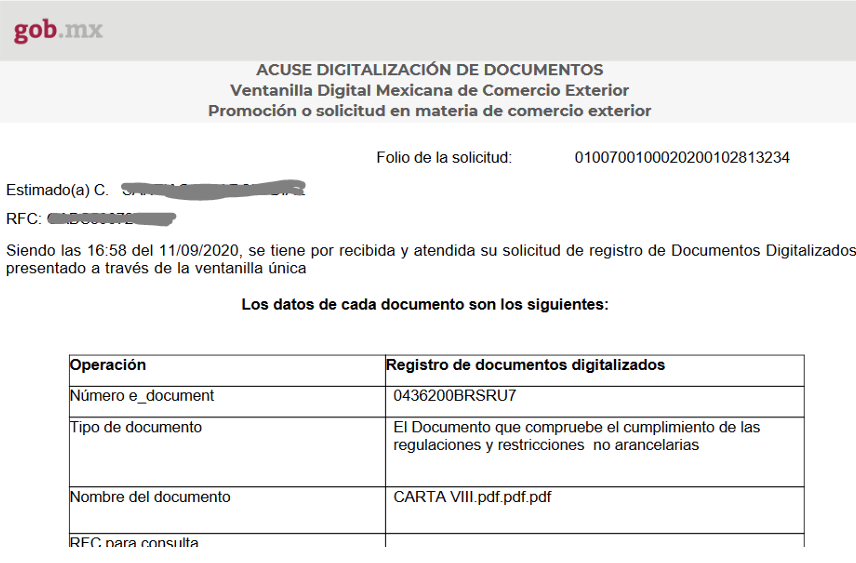 gob.mx
ACUSE DIGITALIZACIÓN DE DOCUMENTOS
Ventanilla Digital Mexicana de Comercio Exterior
Promoción o solicitud en materia de comercio exterior
Folio de la solicitud: 0100700100020200102813234
Estimado(a) C.
RFC:
Siendo las 16:58 del 11/09/2020, se tiene por recibida y atendida su solicitud de registro de Documentos Digitalizados
presentado a través de la ventanilla única
Los datos de cada documento son los siguientes:
Operación Registro de documentos digitalizados
Número e_document 0436200BRSRU7
Tipo de documento El Documento que compruebe el cumplimiento de las
regulaciones y restricciones no arancelarias
Nombre del documento CARTA VIII.pdf.pdf.pdf
RFC para consulta